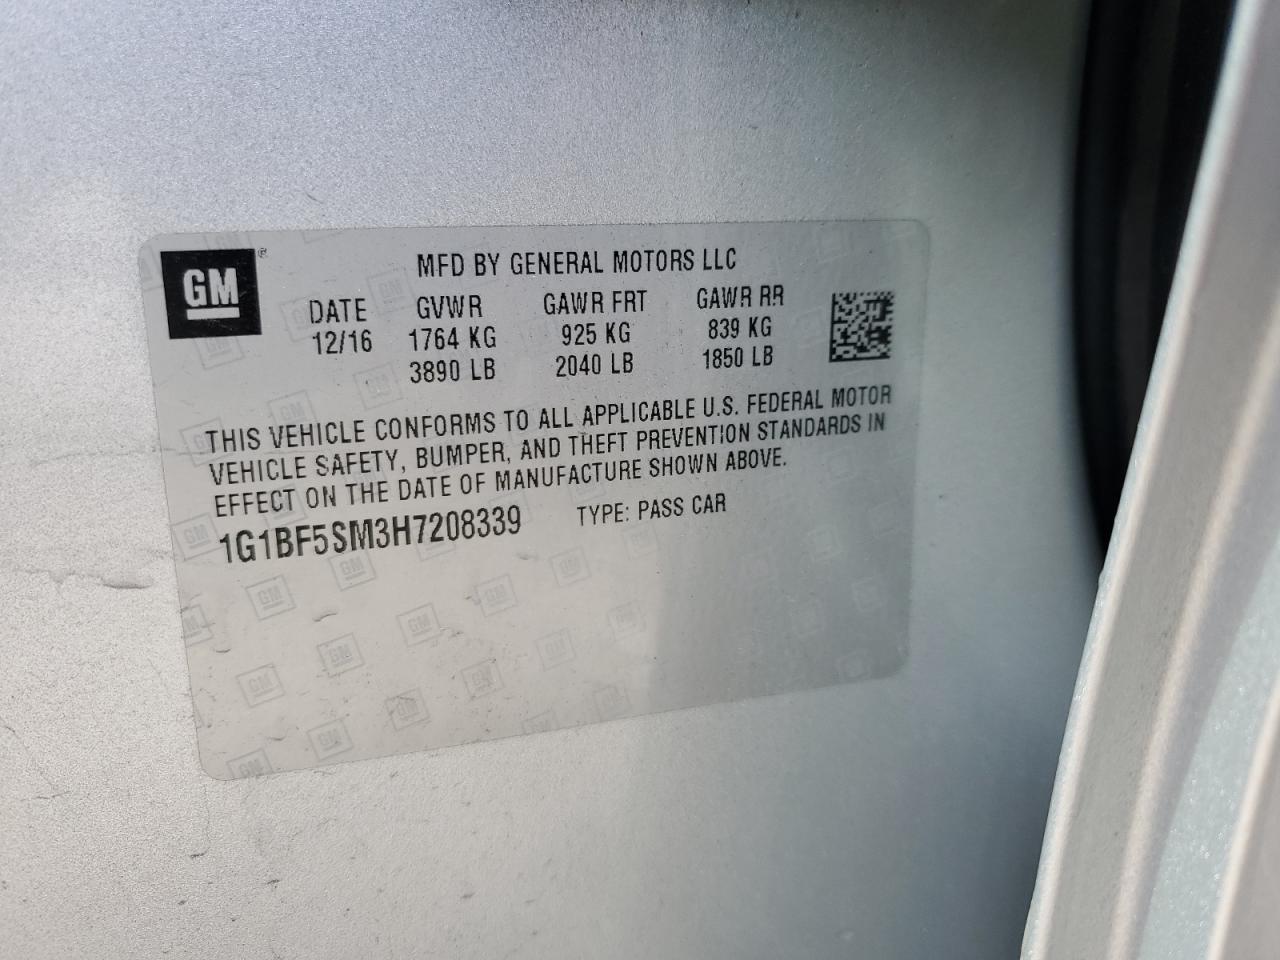 GM
MFD BY GENERAL MOTORS LLC
DATE GVWR GAWR FRT GAWR RR
12/16 1764 KG 925 KG 839 KG
3890 LB 2040 LB 1850 LB
THIS VEHICLE CONFORMS TO ALL APPLICABLE U.S. FEDERAL MOTOR
VEHICLE SAFETY, BUMPER, AND THEFT PREVENTION STANDARDS IN
EFFECT ON THE DATE OF MANUFACTURE SHOWN ABOVE.
1G1BF5SM3H7208339 TYPE: PASS CAR